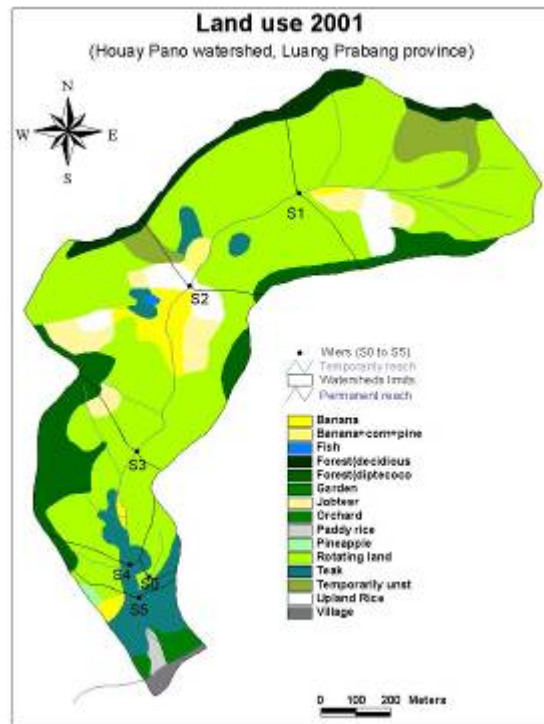 Land use 2001
(Houay Pano watershed, Luang Prabang province)
N
W E
S
S1
S2
S3
S4
S0
S5
Wiers (S0 to S5)
Temporarily reach
Watersheds limits
Permanent reach
Banana
Banana+corn+pine
Fish
Forest(decidious
Forest(diptecoco
Garden
Jobtear
Orchard
Paddy rice
Pineapple
Rotating land
Teak
Temporarily unst
Upland Rice
Village
0 100 200 Meters